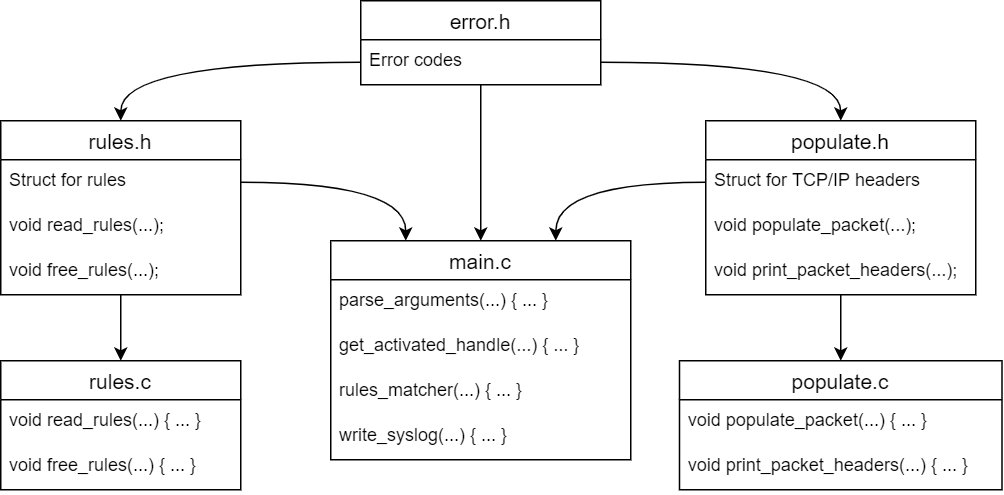 error.h
Error codes
rules.h
Struct for rules
void read_rules(...);
void free_rules(...);
populate.h
Struct for TCP/IP headers
void populate_packet(...);
void print_packet_headers(...);
main.c
parse_arguments(...) { ... }
get_activated_handle(...) { ... }
rules_matcher(...) { ... }
write_syslog(...) { ... }
rules.c
void read_rules(...) { ... }
void free_rules(...) { ... }
populate.c
void populate_packet(...) { ... }
void print_packet_headers(...) { ... }